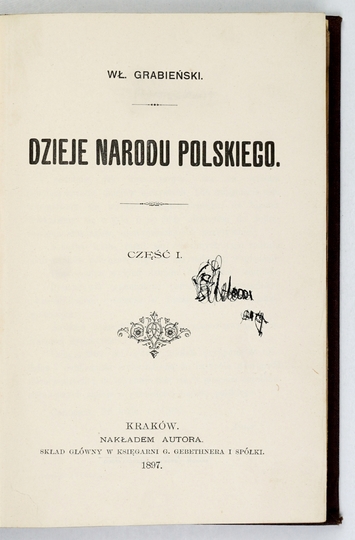 WŁ. GRABIEŃSKI.
DZIEJE NARODU POLSKIEGO.
CZĘŚĆ I.
KRAKÓW.
NAKŁADEM AUTORA.
SKŁAD GŁÓWNY W KSIĘGARNI G. GEBETHNERA I SPÓŁKI.
1897.